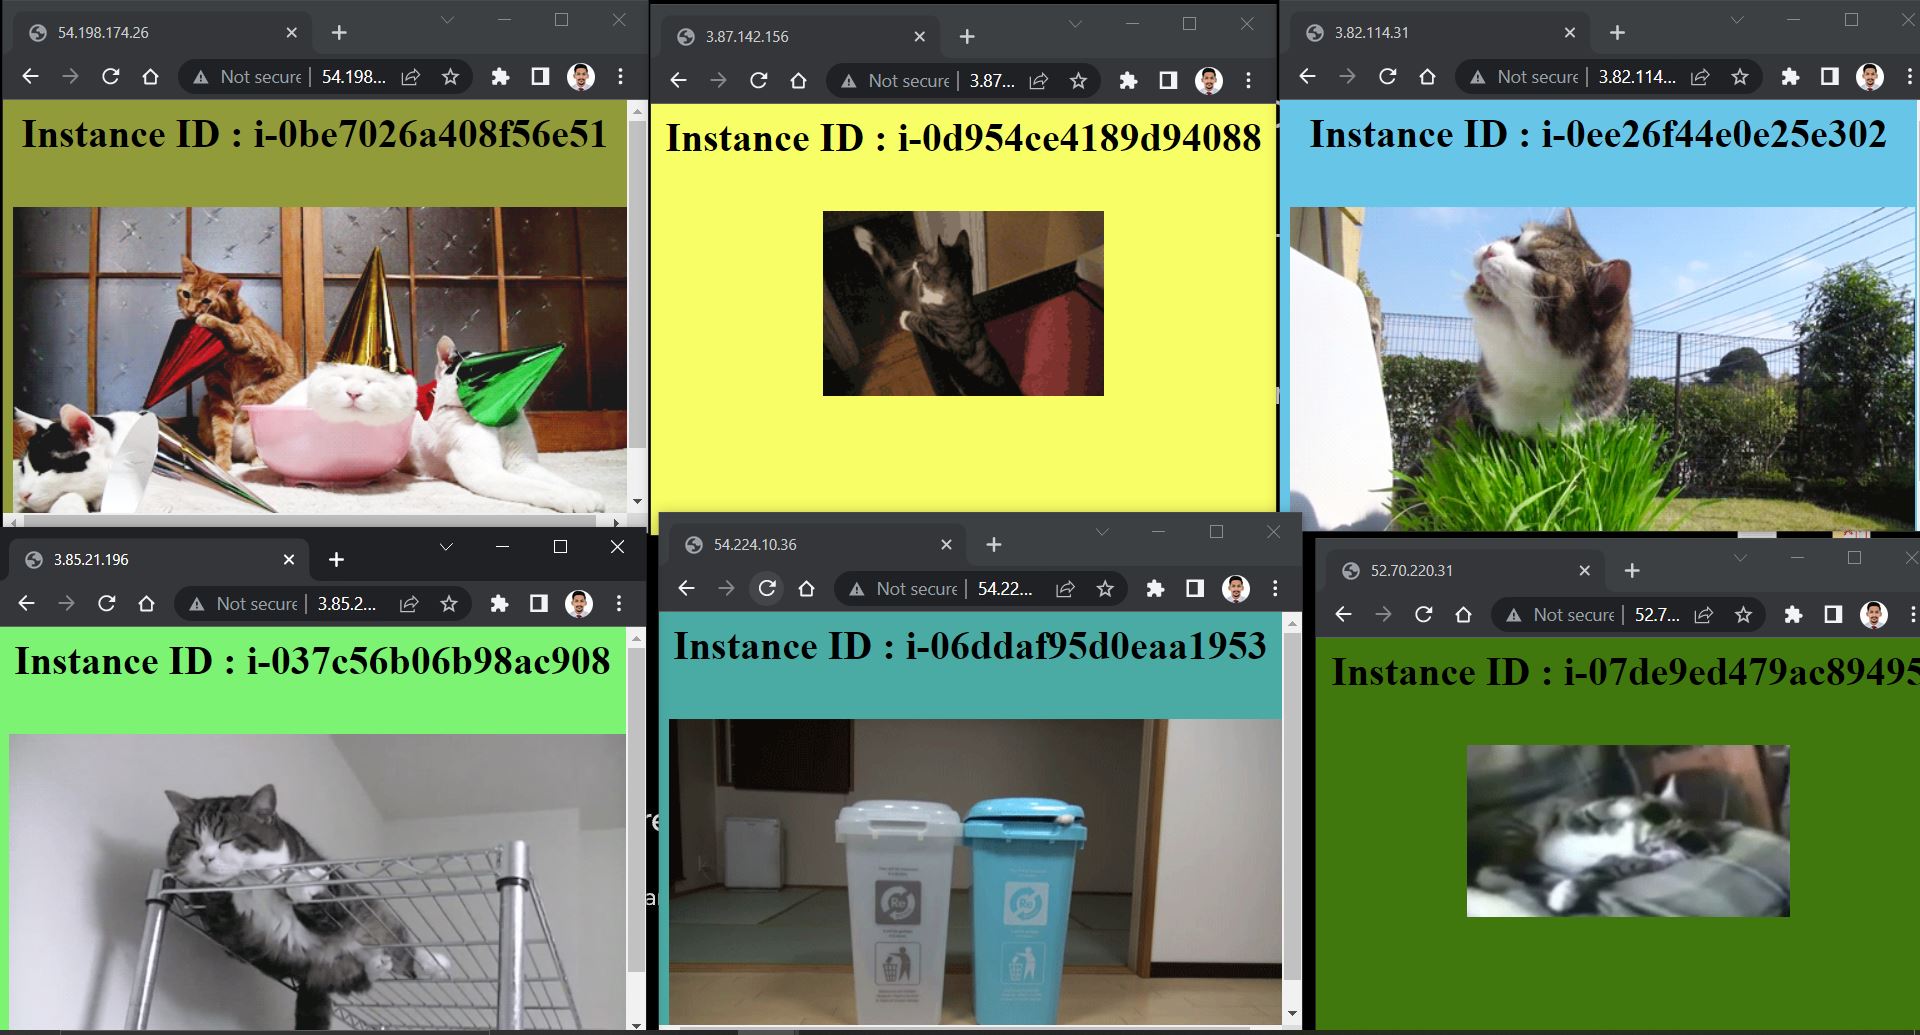 54.198.174.26
Not secure 54.198...
Instance ID : i-0be7026a408f56e51
3.87.142.156
Not secure 3.87...
Instance ID : i-0d954ce4189d94088
3.82.114.31
Not secure 3.82.114...
Instance ID : i-0ee26f44e0e25e302
3.85.21.196
Not secure 3.85.2...
Instance ID : i-037c56b06b98ac908
54.224.10.36
Not secure 54.22...
Instance ID : i-06ddaf95d0eaa1953
Re
Re
52.70.220.31
Not secure 52.7...
Instance ID : i-07de9ed479ac89495